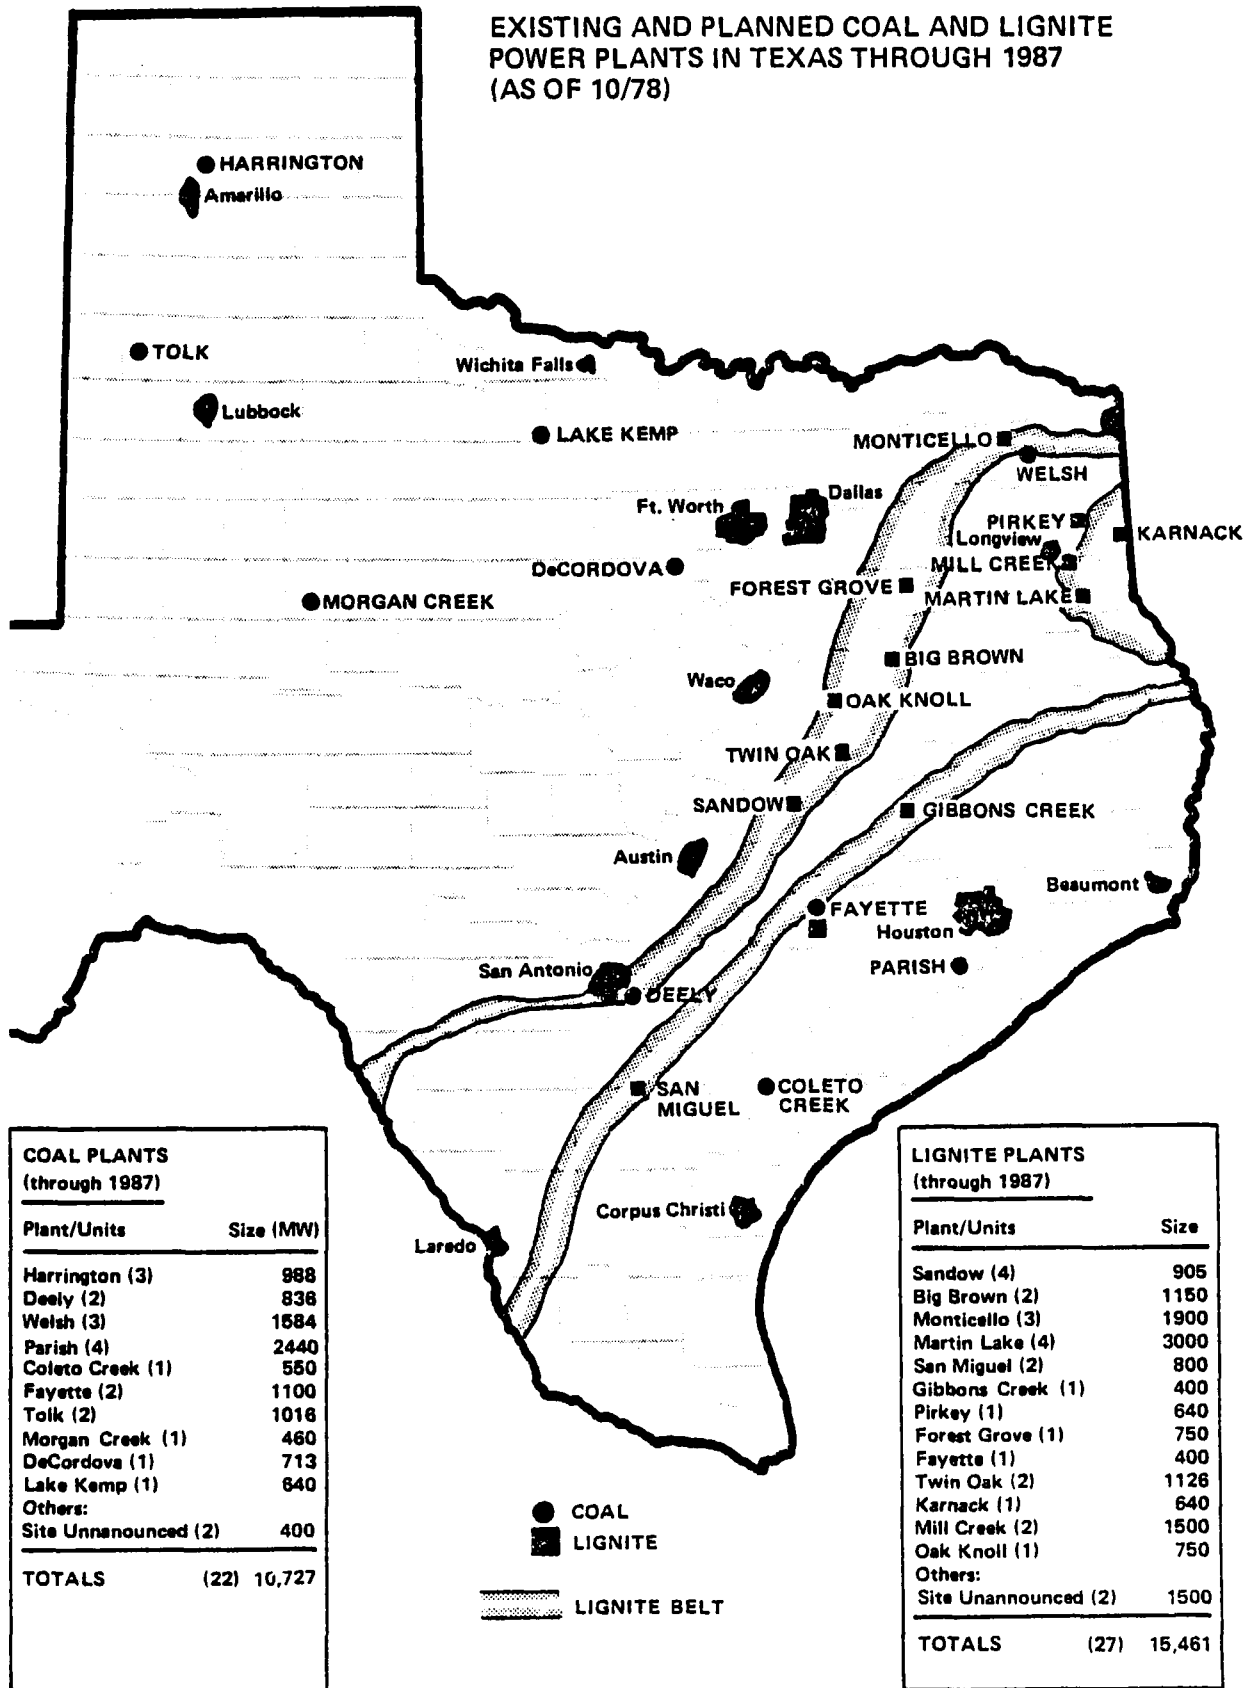 EXISTING AND PLANNED COAL AND LIGNITE
POWER PLANTS IN TEXAS THROUGH 1987
(AS OF 10/78)
HARRINGTON
Amarillo
TOLK
Wichita Falls
Lubbock
LAKE KEMP
MONTICELLO
WELSH
Ft. Worth
Dallas
PIRKEY
Longview
KARNACK
DeCORDOVA
MILL CREEK
FOREST GROVE
MARTIN LAKE
MORGAN CREEK
BIG BROWN
Waco
OAK KNOLL
TWIN OAK
SANDOW
GIBBONS CREEK
Austin
Beaumont
FAYETTE
Houston
PARISH
San Antonio
DEELY
SAN
MIGUEL
COLETO
CREEK
Corpus Christi
Laredo
COAL PLANTS
(through 1987)
Plant/Units Size (MW)
Harrington (3) 988
Deely (2) 836
Welsh (3) 1584
Parish (4) 2440
Coleto Creek (1) 550
Fayette (2) 1100
Tolk (2) 1016
Morgan Creek (1) 460
DeCordova (1) 713
Lake Kemp (1) 640
Others:
Site Unnanounced (2) 400
TOTALS (22) 10,727
COAL
LIGNITE
LIGNITE BELT
LIGNITE PLANTS
(through 1987)
Plant/Units Size
Sandow (4) 905
Big Brown (2) 1150
Monticello (3) 1900
Martin Lake (4) 3000
San Miguel (2) 800
Gibbons Creek (1) 400
Pirkey (1) 640
Forest Grove (1) 750
Fayette (1) 400
Twin Oak (2) 1126
Karnack (1) 640
Mill Creek (2) 1500
Oak Knoll (1) 750
Others:
Site Unannounced (2) 1500
TOTALS (27) 15,461